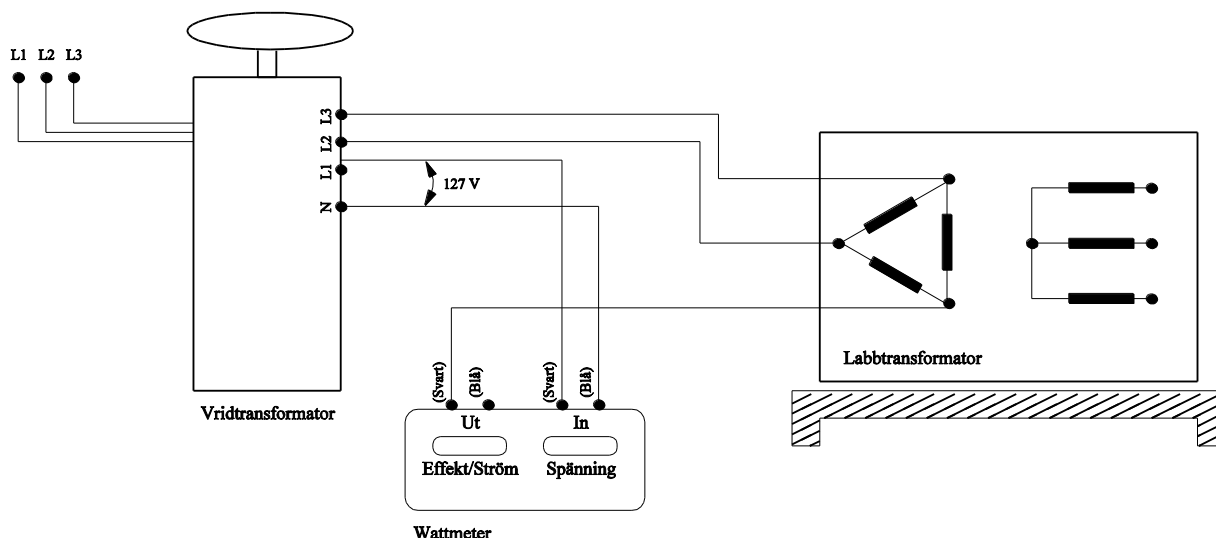 L1 L2 L3
L3
L2
L1
N
127 V
Vridtransformator
Labbtransformator
(Svart) (Blå) (Svart) (Blå)
Ut In
Effekt/Ström Spänning
Wattmeter